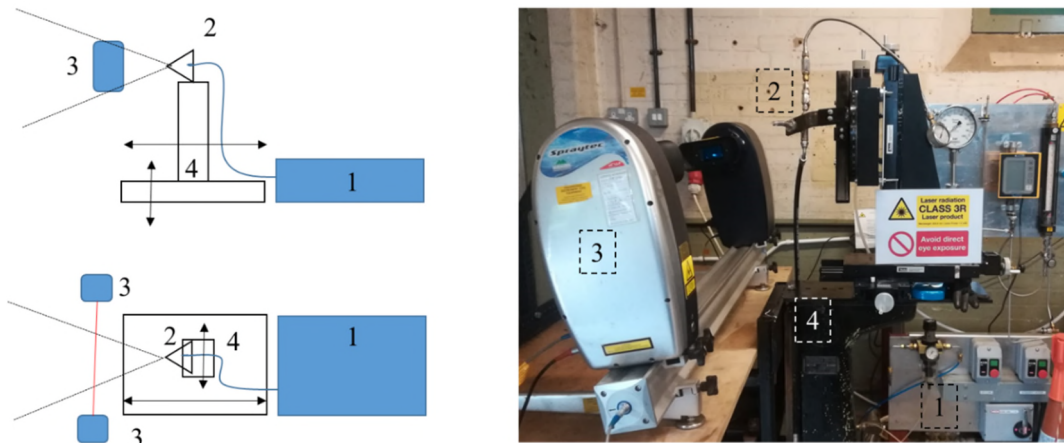 2
3
4
1
3
2
4
1
3
Spraytec
2
3
4
1
Laser radiation
CLASS 3R
Laser product
Avoid direct
eye exposure